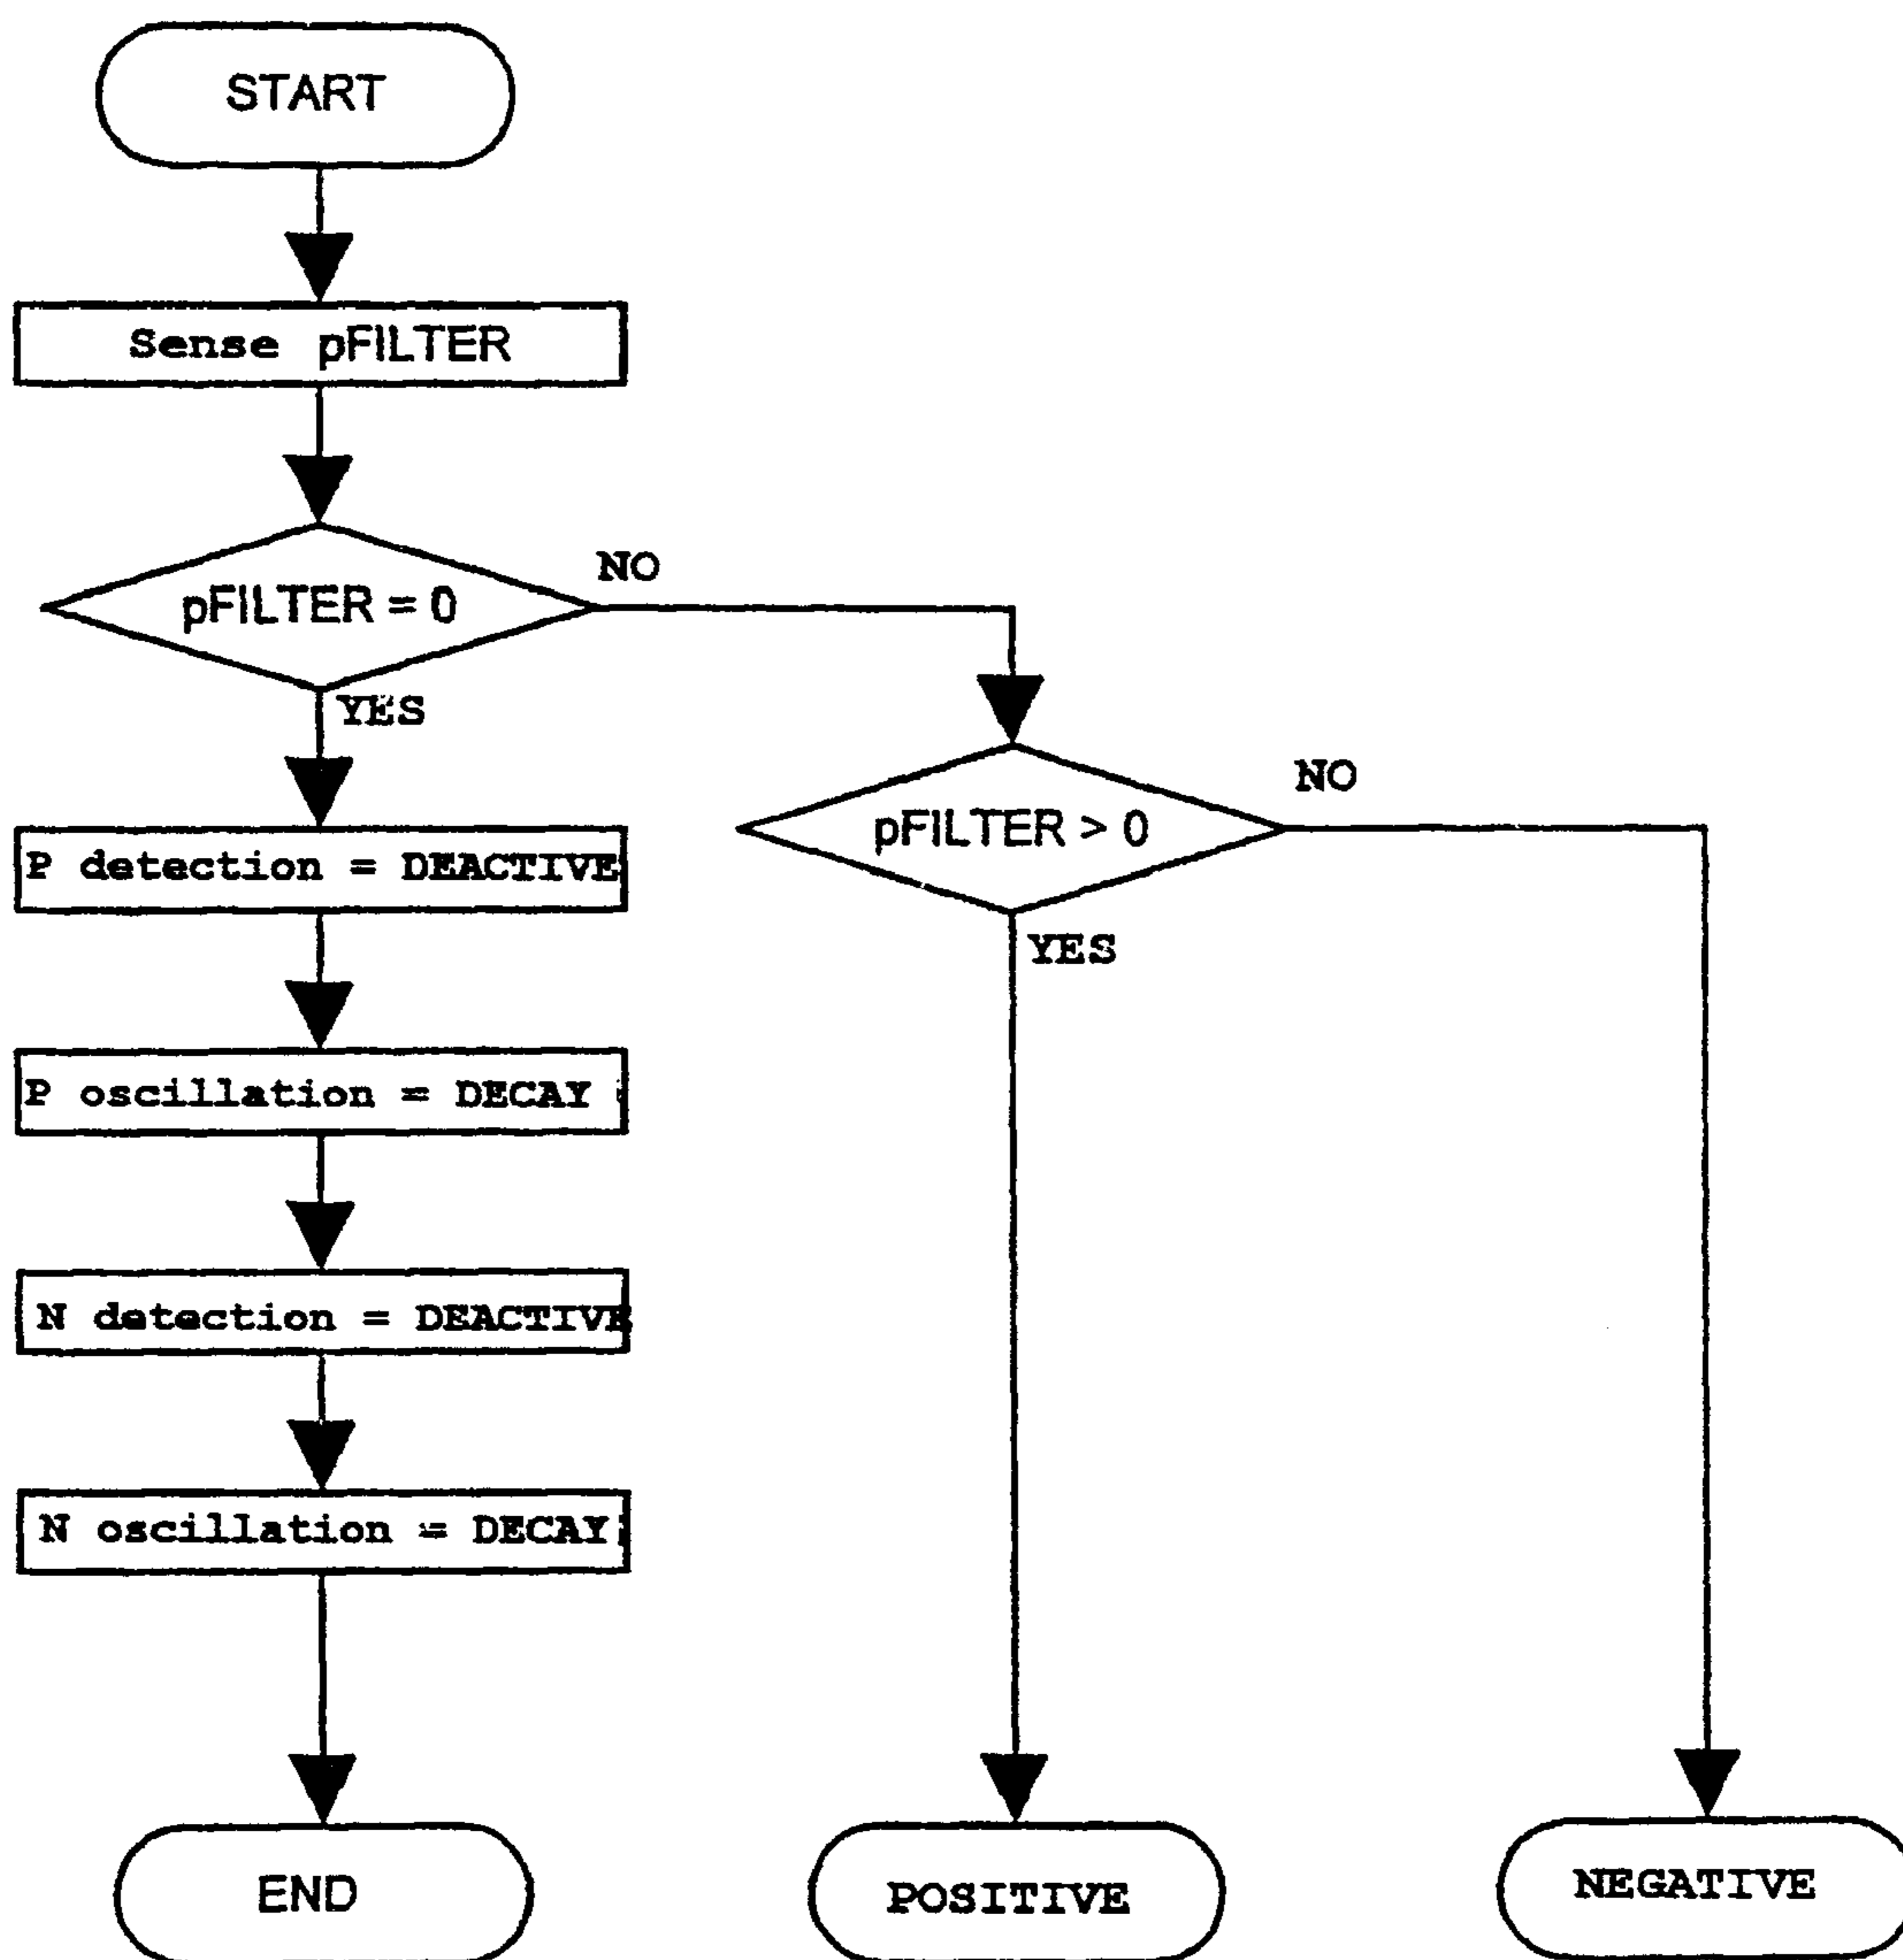 START
Sense pFILTER
pFILTER = 0
NO
YES
P detection = DEACTIVE
pFILTER > 0
NO
YES
P oscillation = DECAY
N detection = DEACTIVE
N oscillation = DECAY
END
POSITIVE
NEGATIVE